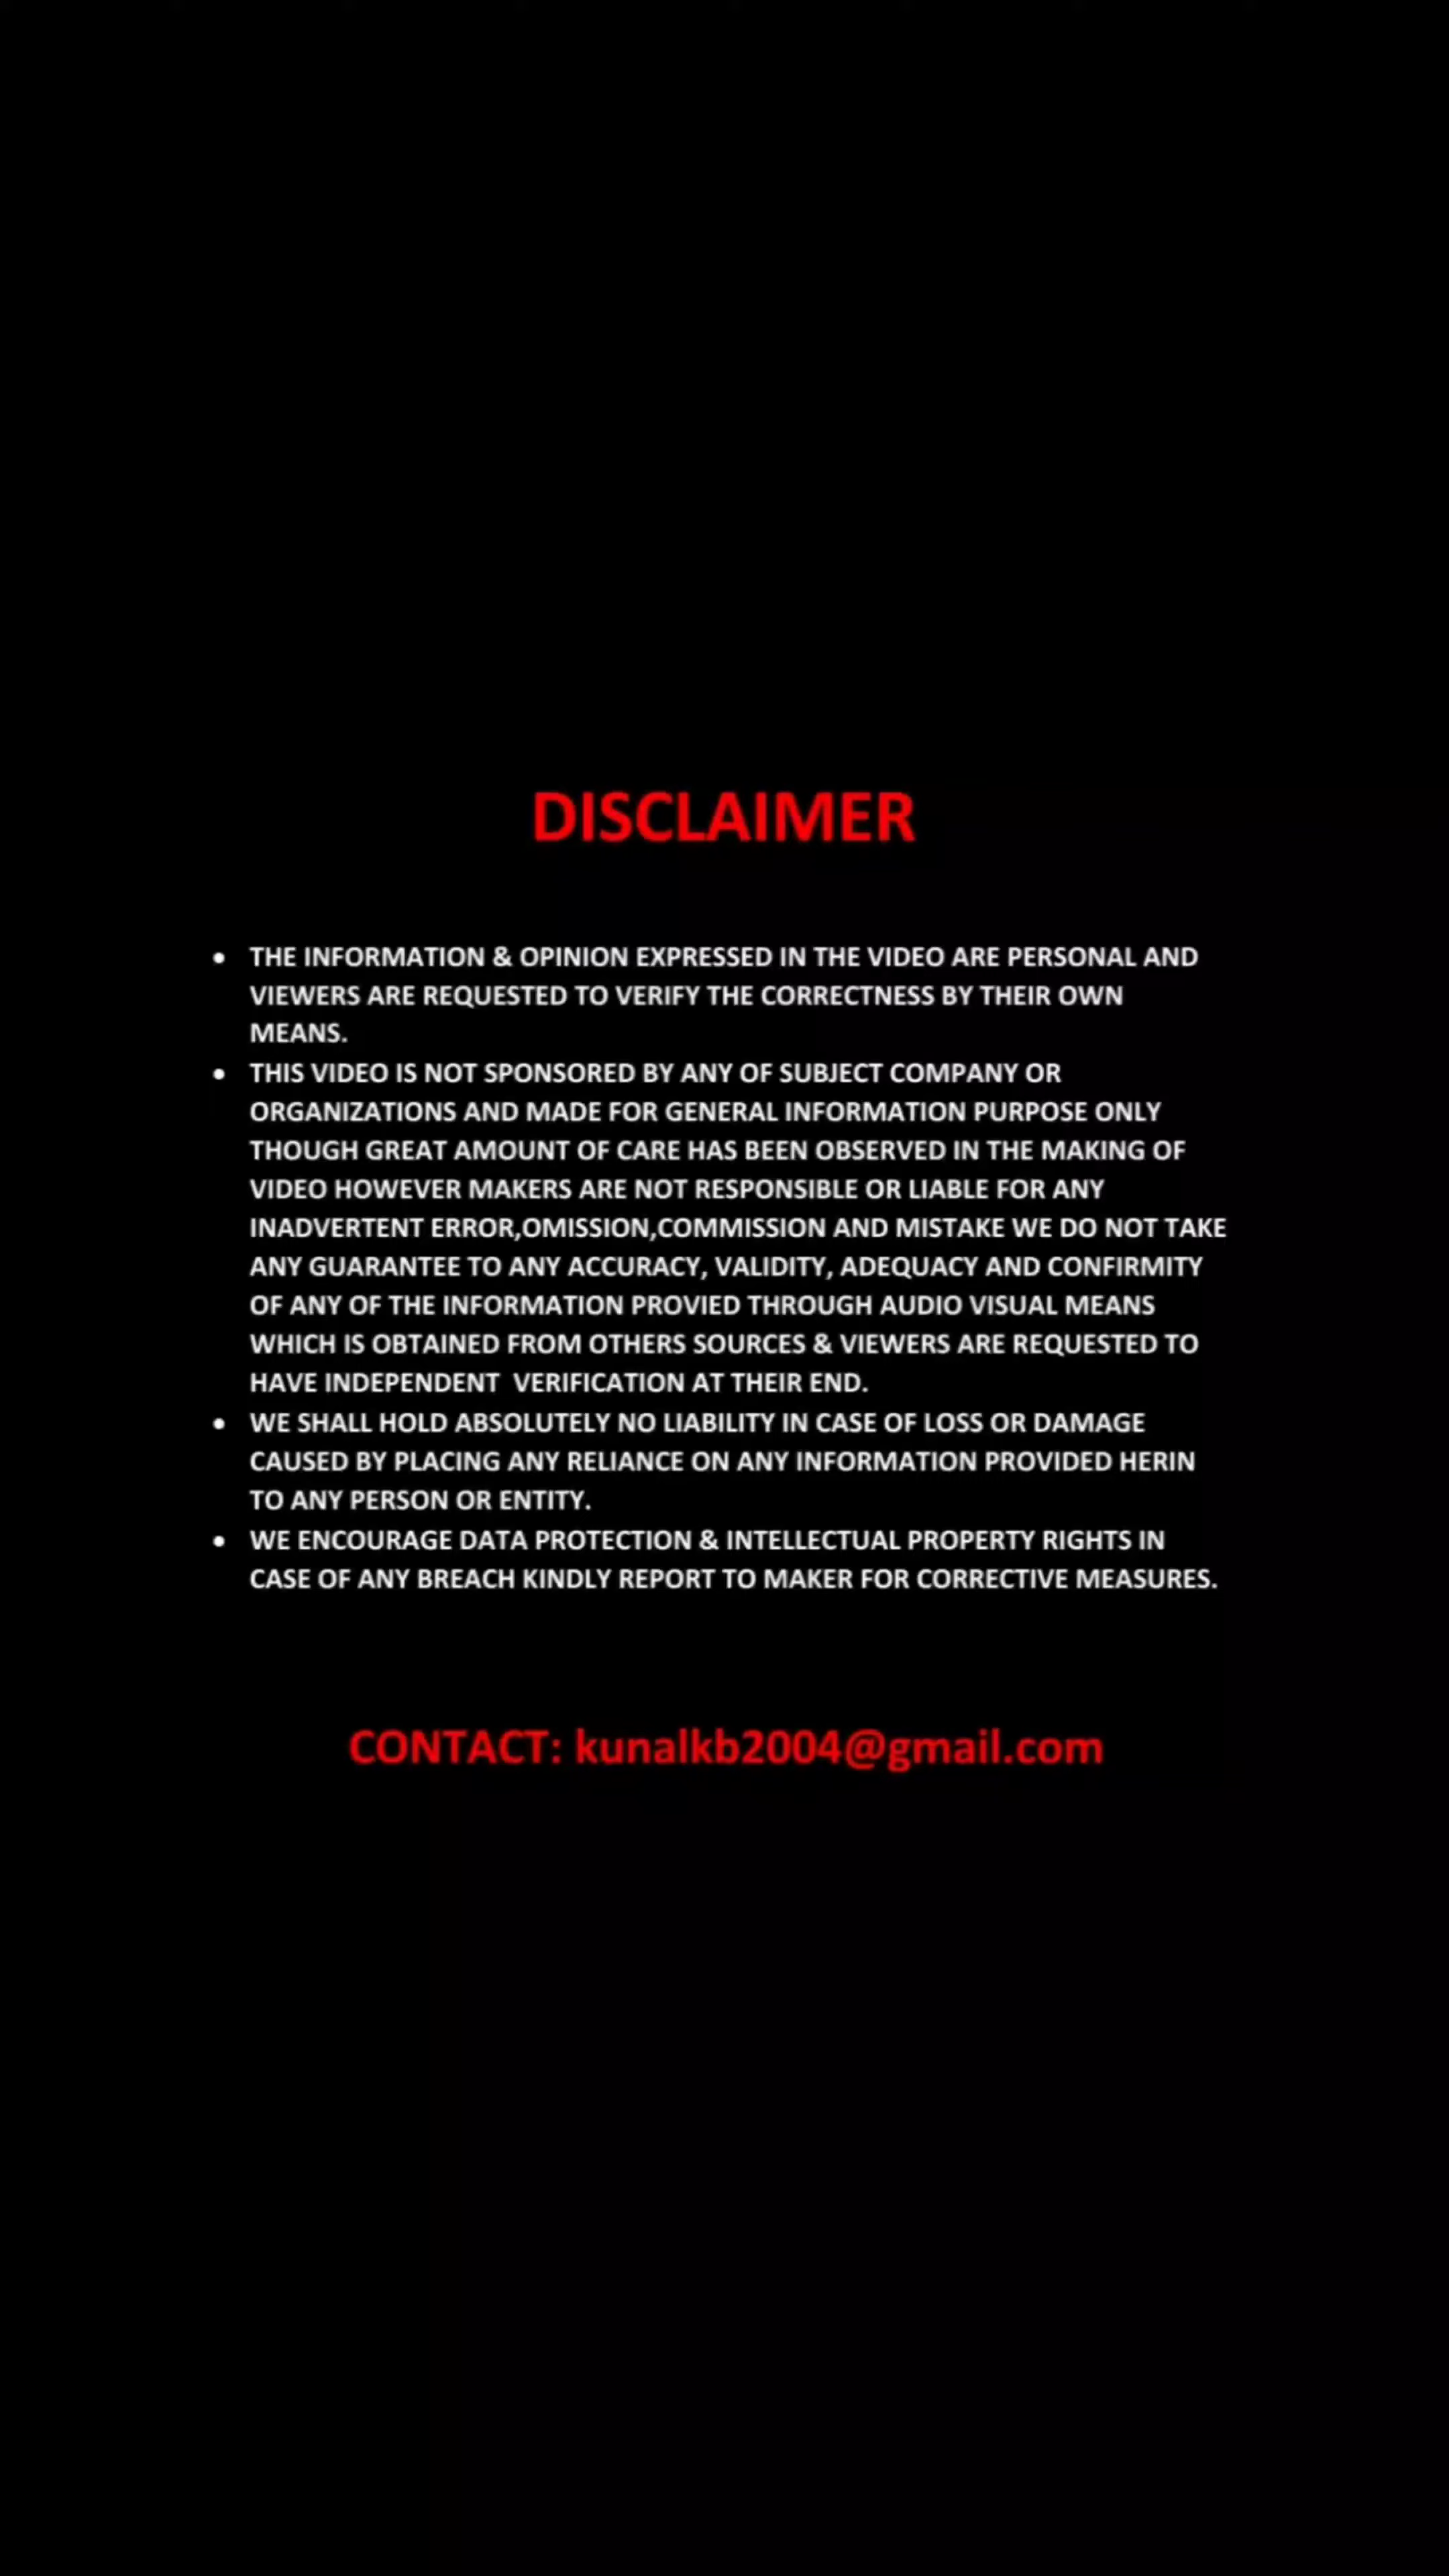 DISCLAIMER
• THE INFORMATION & OPINION EXPRESSED IN THE VIDEO ARE PERSONAL AND
VIEWERS ARE REQUESTED TO VERIFY THE CORRECTNESS BY THEIR OWN
MEANS.
• THIS VIDEO IS NOT SPONSORED BY ANY OF SUBJECT COMPANY OR
ORGANIZATIONS AND MADE FOR GENERAL INFORMATION PURPOSE ONLY
THOUGH GREAT AMOUNT OF CARE HAS BEEN OBSERVED IN THE MAKING OF
VIDEO HOWEVER MAKERS ARE NOT RESPONSIBLE OR LIABLE FOR ANY
INADVERTENT ERROR,OMISSION,COMMISSION AND MISTAKE WE DO NOT TAKE
ANY GUARANTEE TO ANY ACCURACY, VALIDITY, ADEQUACY AND CONFIRMITY
OF ANY OF THE INFORMATION PROVIED THROUGH AUDIO VISUAL MEANS
WHICH IS OBTAINED FROM OTHERS SOURCES & VIEWERS ARE REQUESTED TO
HAVE INDEPENDENT  VERIFICATION AT THEIR END.
• WE SHALL HOLD ABSOLUTELY NO LIABILITY IN CASE OF LOSS OR DAMAGE
CAUSED BY PLACING ANY RELIANCE ON ANY INFORMATION PROVIDED HERIN
TO ANY PERSON OR ENTITY.
• WE ENCOURAGE DATA PROTECTION & INTELLECTUAL PROPERTY RIGHTS IN
CASE OF ANY BREACH KINDLY REPORT TO MAKER FOR CORRECTIVE MEASURES.
CONTACT: kunalkb2004@gmail.com